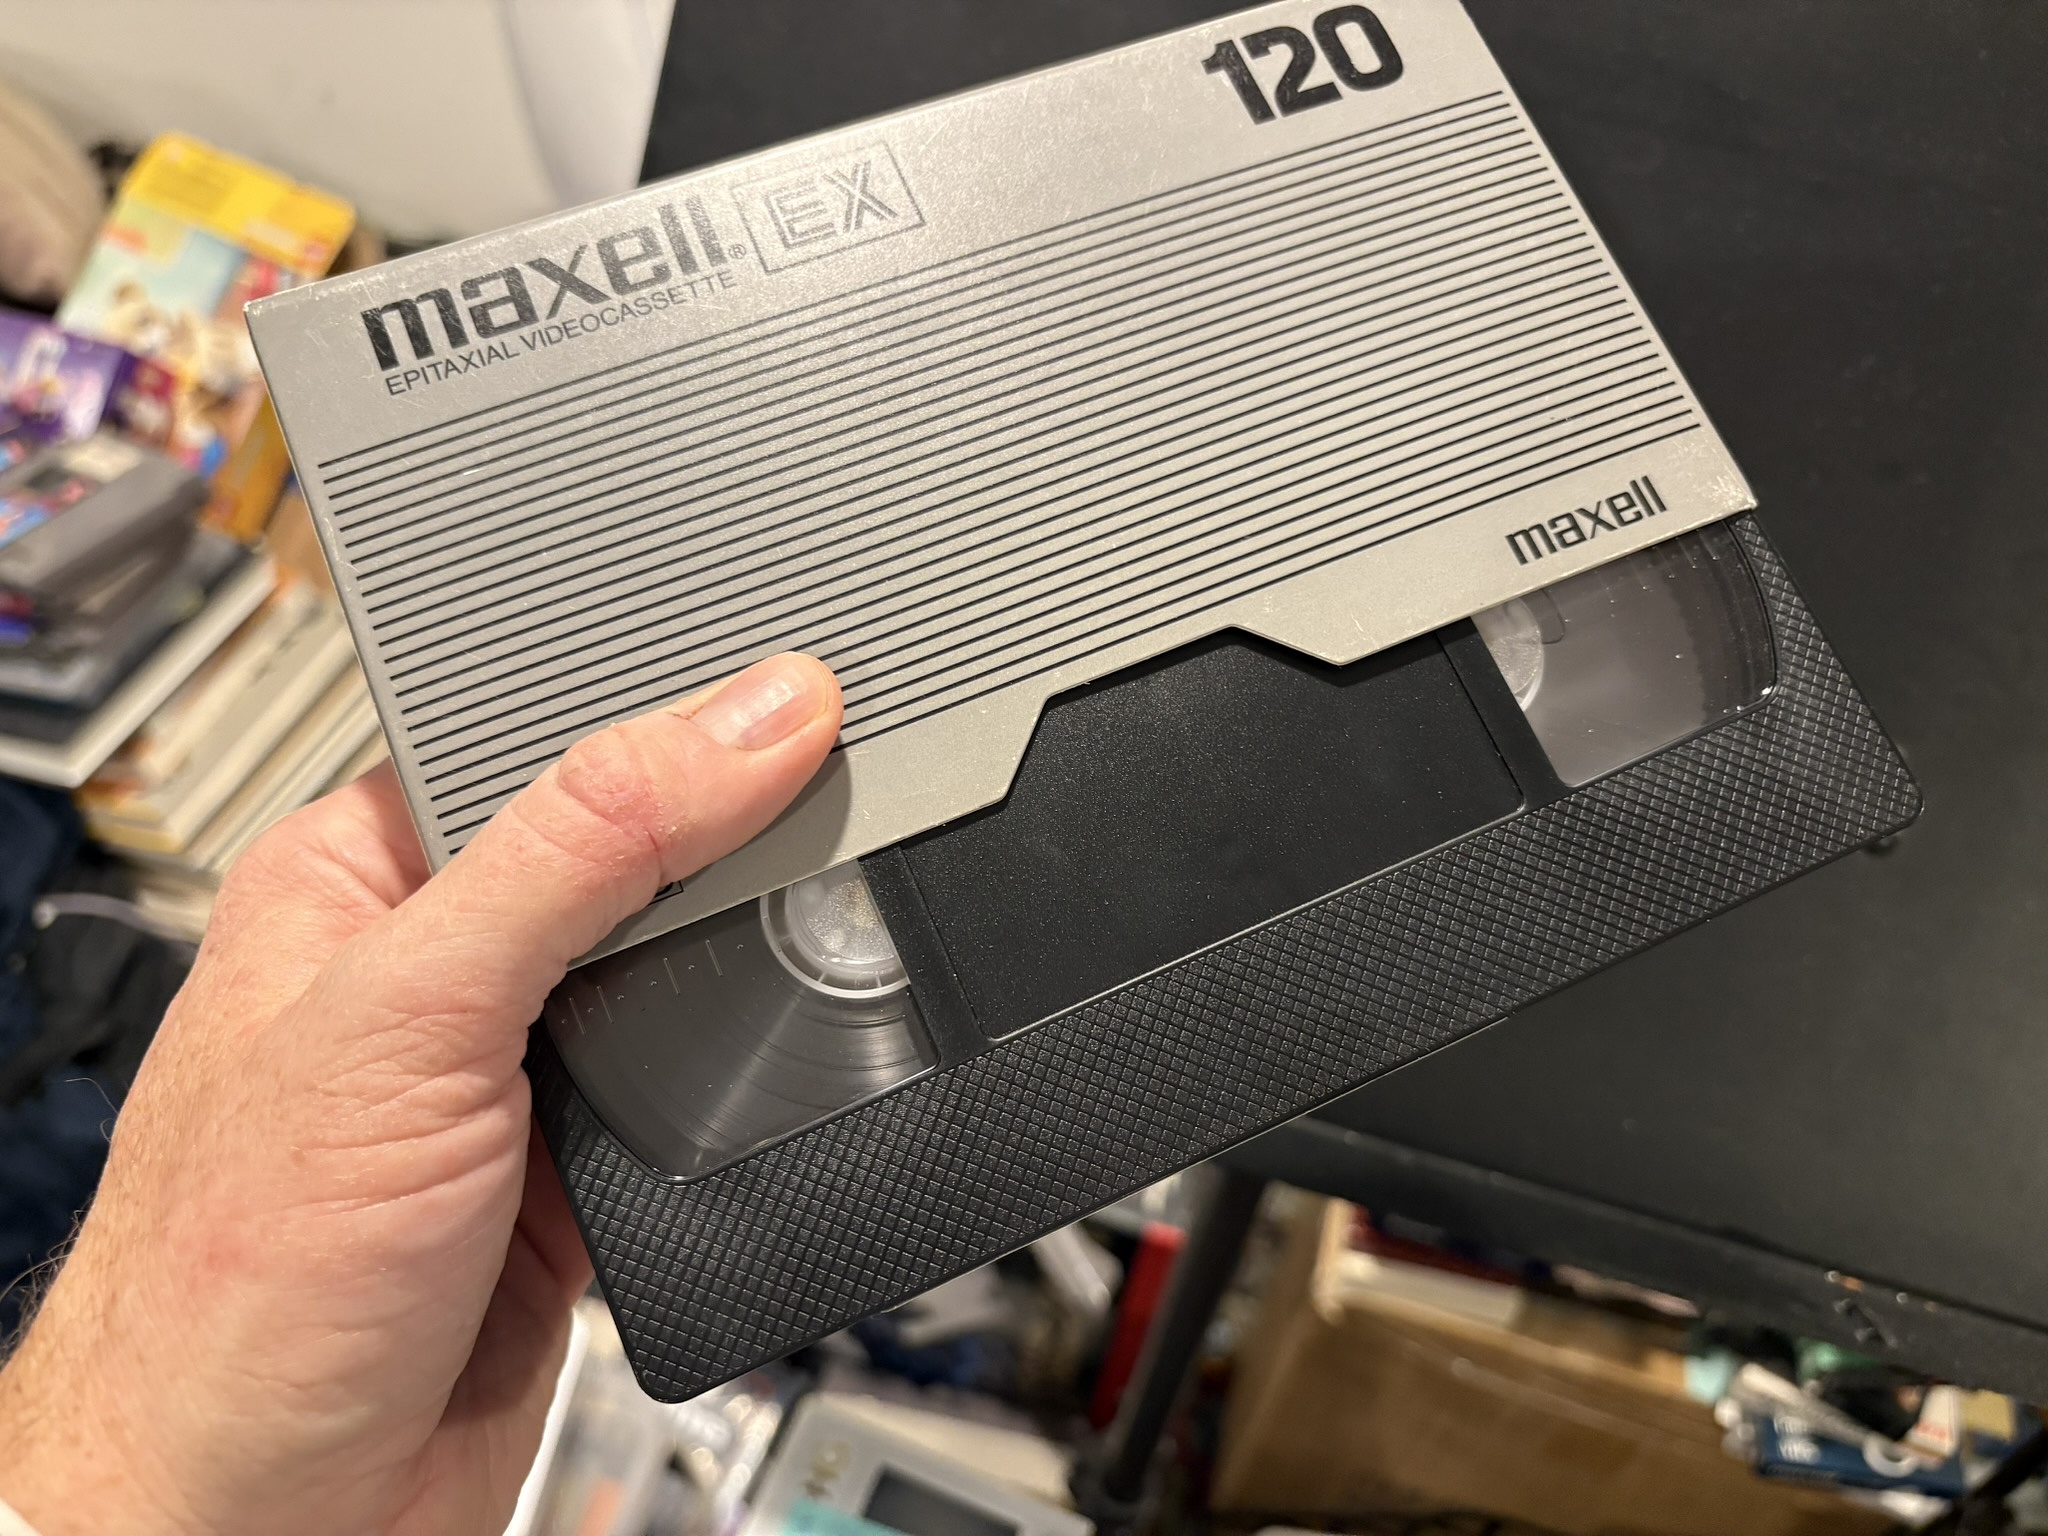 120
maxell® EX
EPITAXIAL VIDEOCASSETTE
maxell